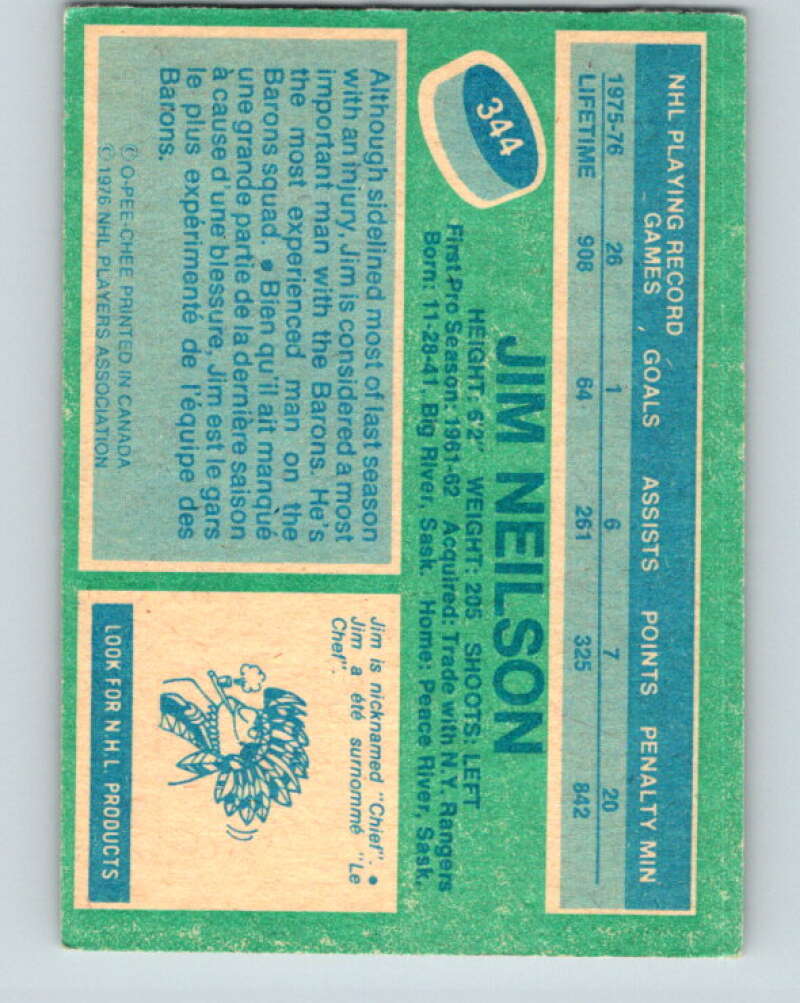 NHL PLAYING RECORD
GAMES GOALS ASSISTS POINTS PENALTY MIN
1975-76 26 1 6 7 20
LIFETIME 908 64 261 325 842
344
JIM NEILSON
HEIGHT: 6'2" WEIGHT: 205 SHOOTS: LEFT
First Pro Season: 1961-62 Acquired: Trade with N.Y. Rangers
Born: 11-28-41, Big River, Sask. Home: Peace River, Sask.
Although sidelined most of last season
with an injury, Jim is considered a most
important man with the Barons. He's
the most experienced man on the
Barons squad. • Bien qu'il ait manqué
une grande partie de la dernière saison
à cause d'une blessure, Jim est le gars
le plus expérimenté de l'équipe des
Barons.
© O-PEE-CHEE PRINTED IN CANADA
© 1976 NHL PLAYERS ASSOCIATION
Jim is nicknamed "Chief". •
Jim a été surnommé "Le
Chef".
LOOK FOR N.H.L. PRODUCTS